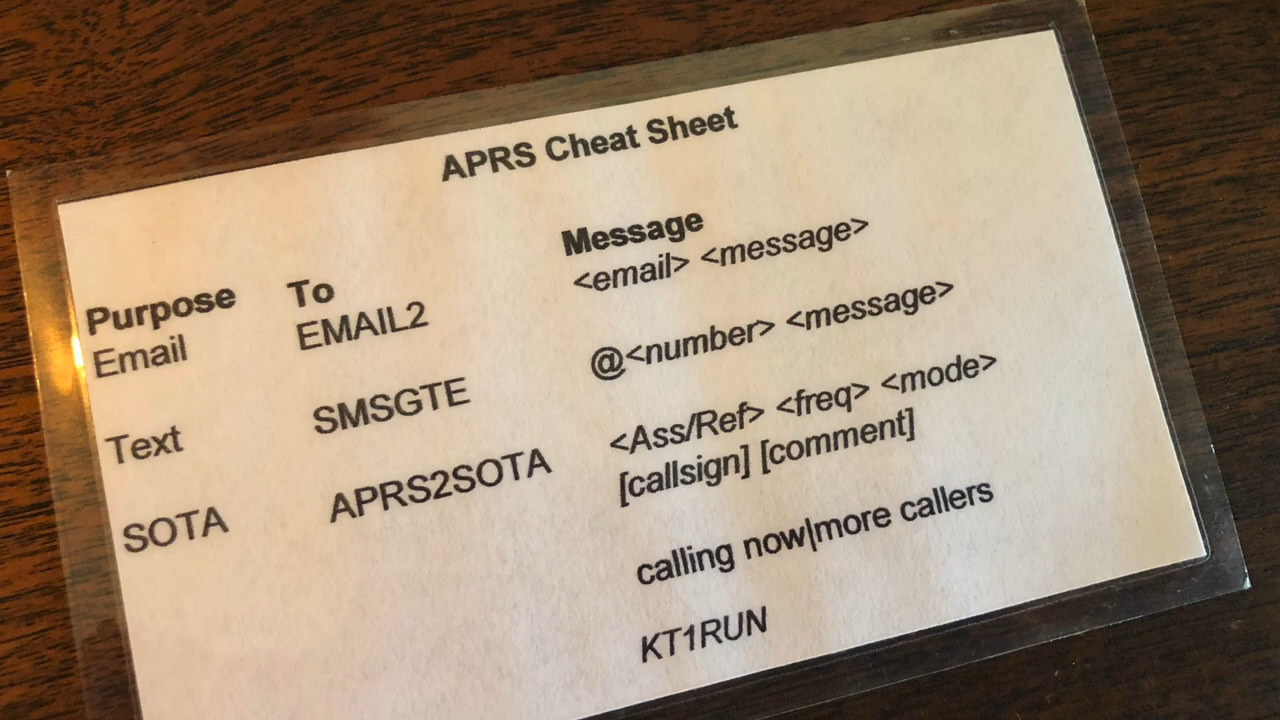 APRS Cheat Sheet
Purpose To Message
Email EMAIL2 <email> <message>
Text SMSGTE @<number> <message>
SOTA APRS2SOTA <Ass/Ref> <freq> <mode>
[callsign] [comment]
calling now|more callers
KT1RUN